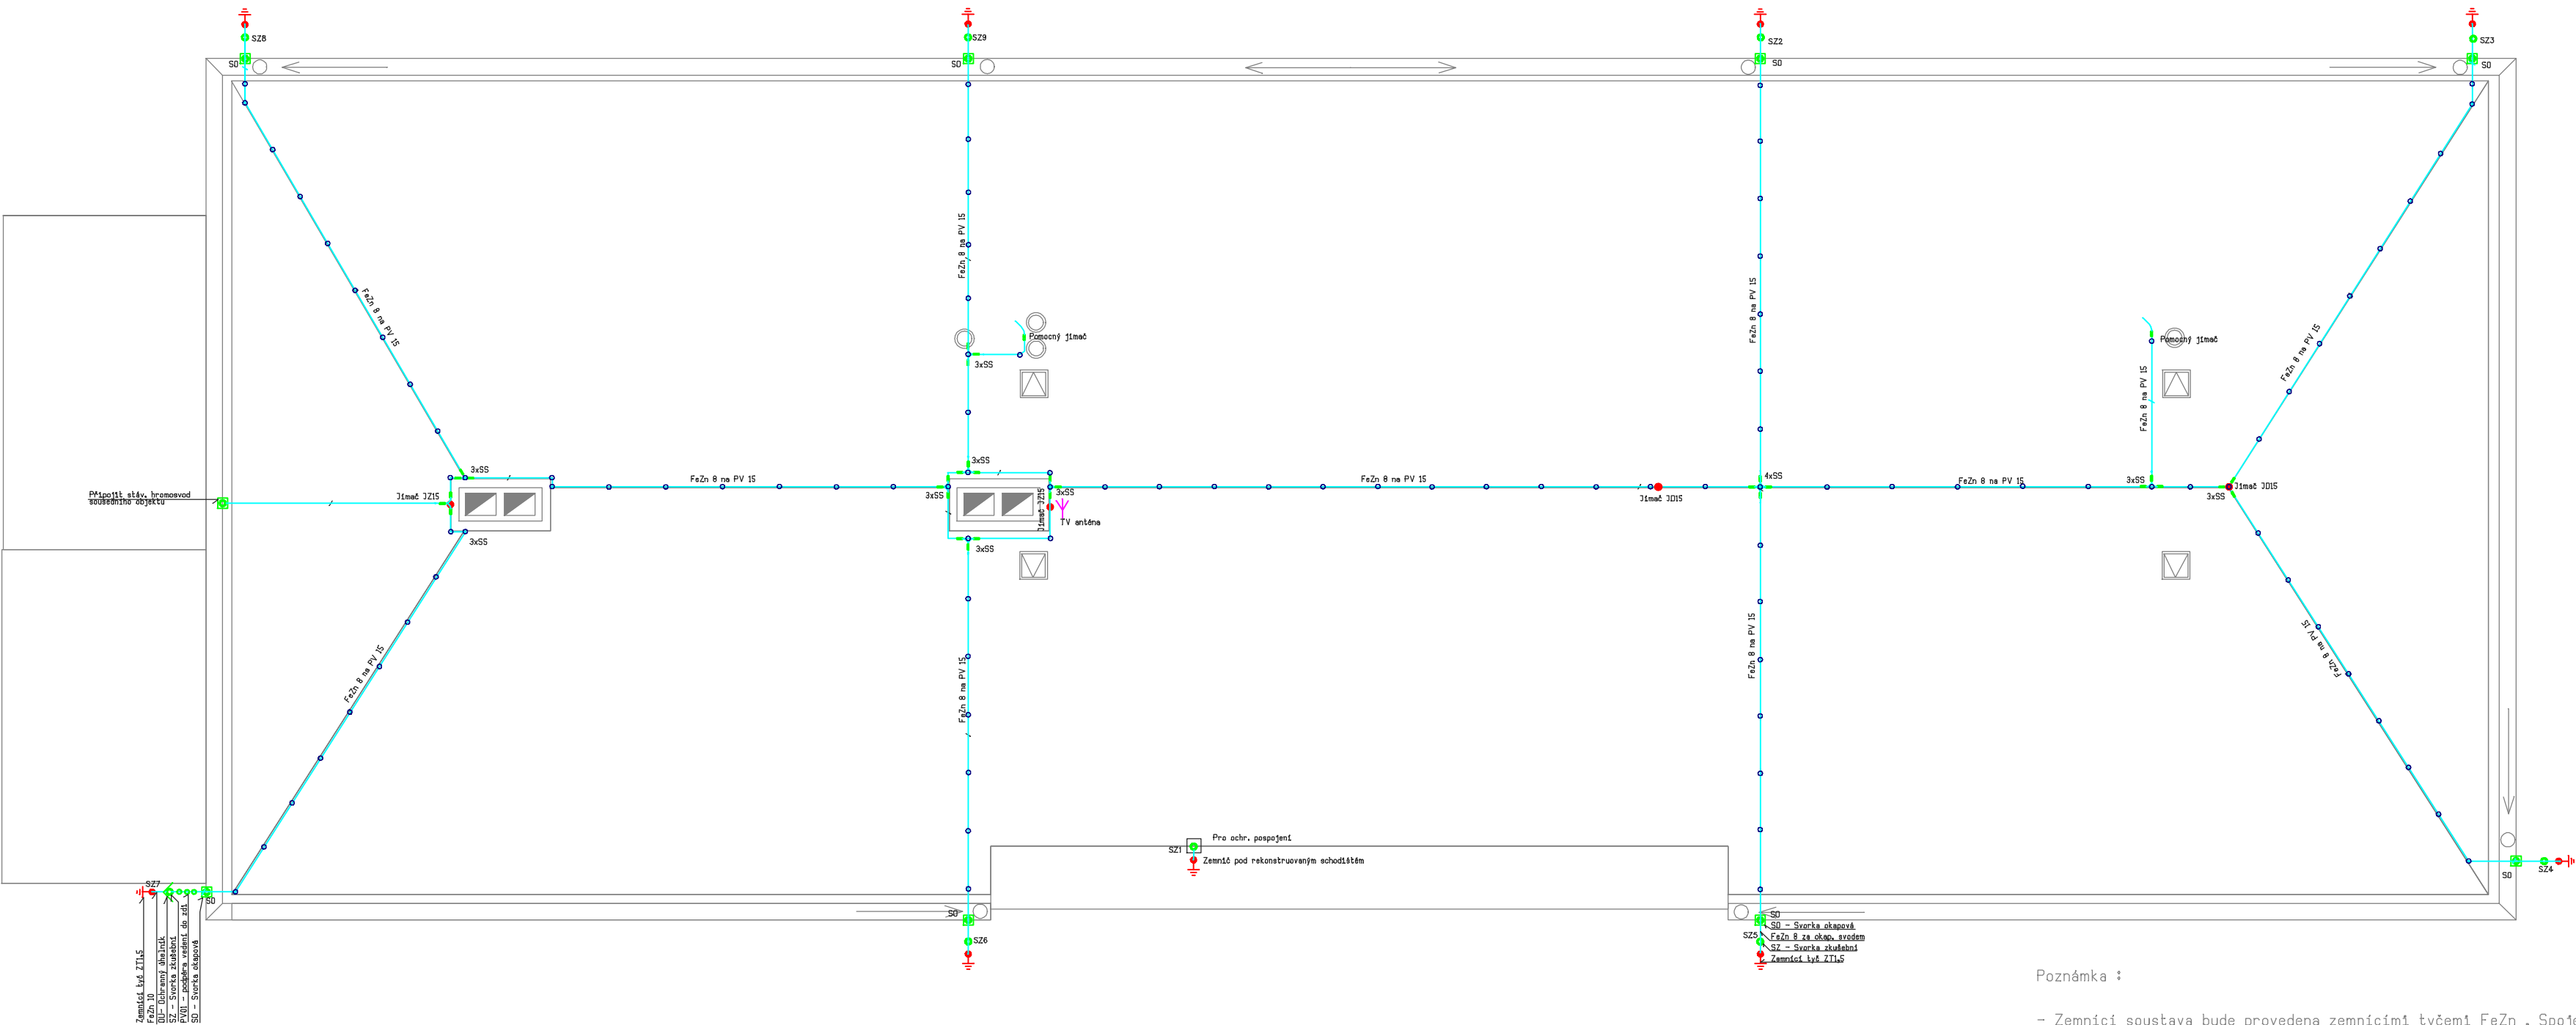 SZ8
SZ9
SZ2
SZ3
SO
SO
SO
SO
FeZn 8 na PV 15
FeZn 8 na PV 15
FeZn 8 na PV 15
FeZn 8 na PV 15
Pomocný jímač
Pomocný jímač
3xSS
FeZn 8 na PV 15
3xSS
3xSS
4xSS
FeZn 8 na PV 15
FeZn 8 na PV 15
FeZn 8 na PV 15
3xSS
Jímač JD15
Připojit stáv. hromosvod
sousedního objektu
Jímač JZ15
3xSS
Jímač JZ15
3xSS
Jímač JD15
3xSS
TV anténa
3xSS
3xSS
FeZn 8 na PV 15
FeZn 8 na PV 15
FeZn 8 na PV 15
FeZn 8 na PV 15
Pro ochr. pospojení
SZ1
Zemnič pod rekonstruovaným schodištěm
SZ7
SO
SO
SZ4
SO
SO
SZ6
SZ5
SO - Svorka okapová
FeZn 8 za okap. svodem
SZ - Svorka zkušební
Zemnící tyč ZT1,5
Zemnící tyč ZT1,5
FeZn 10
OU- Ochranný úhelník
SZ - Svorka zkušební
PV01 - podpěra vedení do zdi
SO - Svorka okapová
Poznámka :
- Zemnící soustava bude provedena zemnícími tyčemi FeZn . Spoje